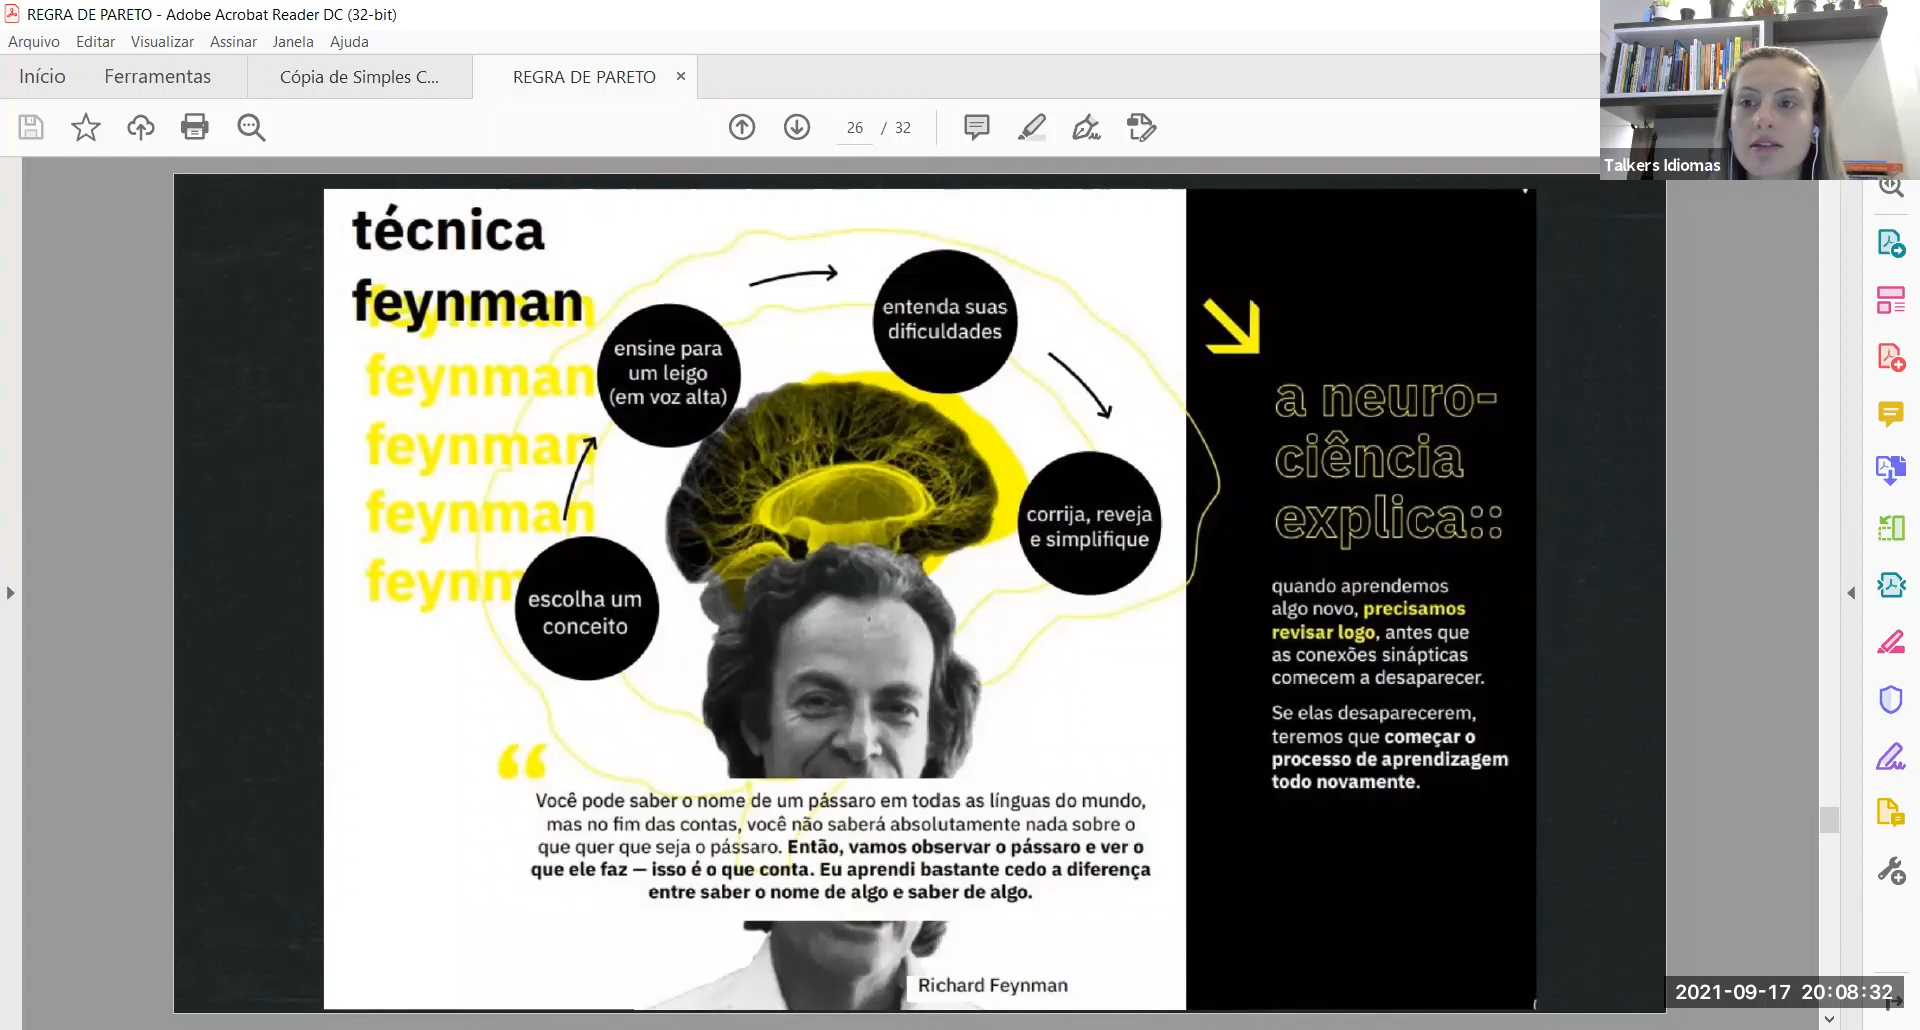 REGRA DE PARETO - Adobe Acrobat Reader DC (32-bit)
Arquivo Editar Visualizar Assinar Janela Ajuda
Início Ferramentas Cópia de Simples C... REGRA DE PARETO ×
26 / 32
Talkers Idiomas
técnica
feynman
feynman
feynman
feynman
feynm
ensine para
um leigo
(em voz alta)
entenda suas
dificuldades
corrija, reveja
e simplifique
escolha um
conceito
“
Você pode saber o nome de um pássaro em todas as línguas do mundo,
mas no fim das contas, você não saberá absolutamente nada sobre o
que quer que seja o pássaro. Então, vamos observar o pássaro e ver o
que ele faz — isso é o que conta. Eu aprendi bastante cedo a diferença
entre saber o nome de algo e saber de algo.
Richard Feynman
a neuro-
ciência
explica::
quando aprendemos
algo novo, precisamos
revisar logo, antes que
as conexões sinápticas
comecem a desaparecer.
Se elas desaparecerem,
teremos que começar o
processo de aprendizagem
todo novamente.
2021-09-17 20:08:32